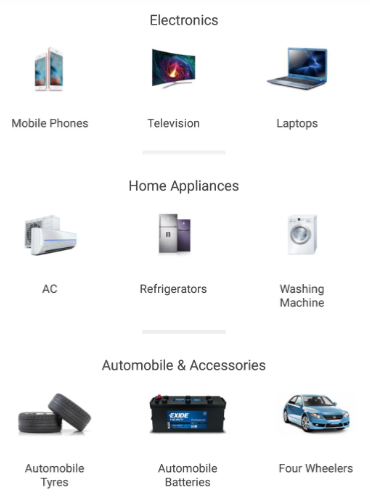 Electronics
Mobile Phones Television Laptops
Home Appliances
AC Refrigerators Washing
Machine
Automobile & Accessories
EXIDE
HEAVY
Automobile Automobile Four Wheelers
Tyres Batteries